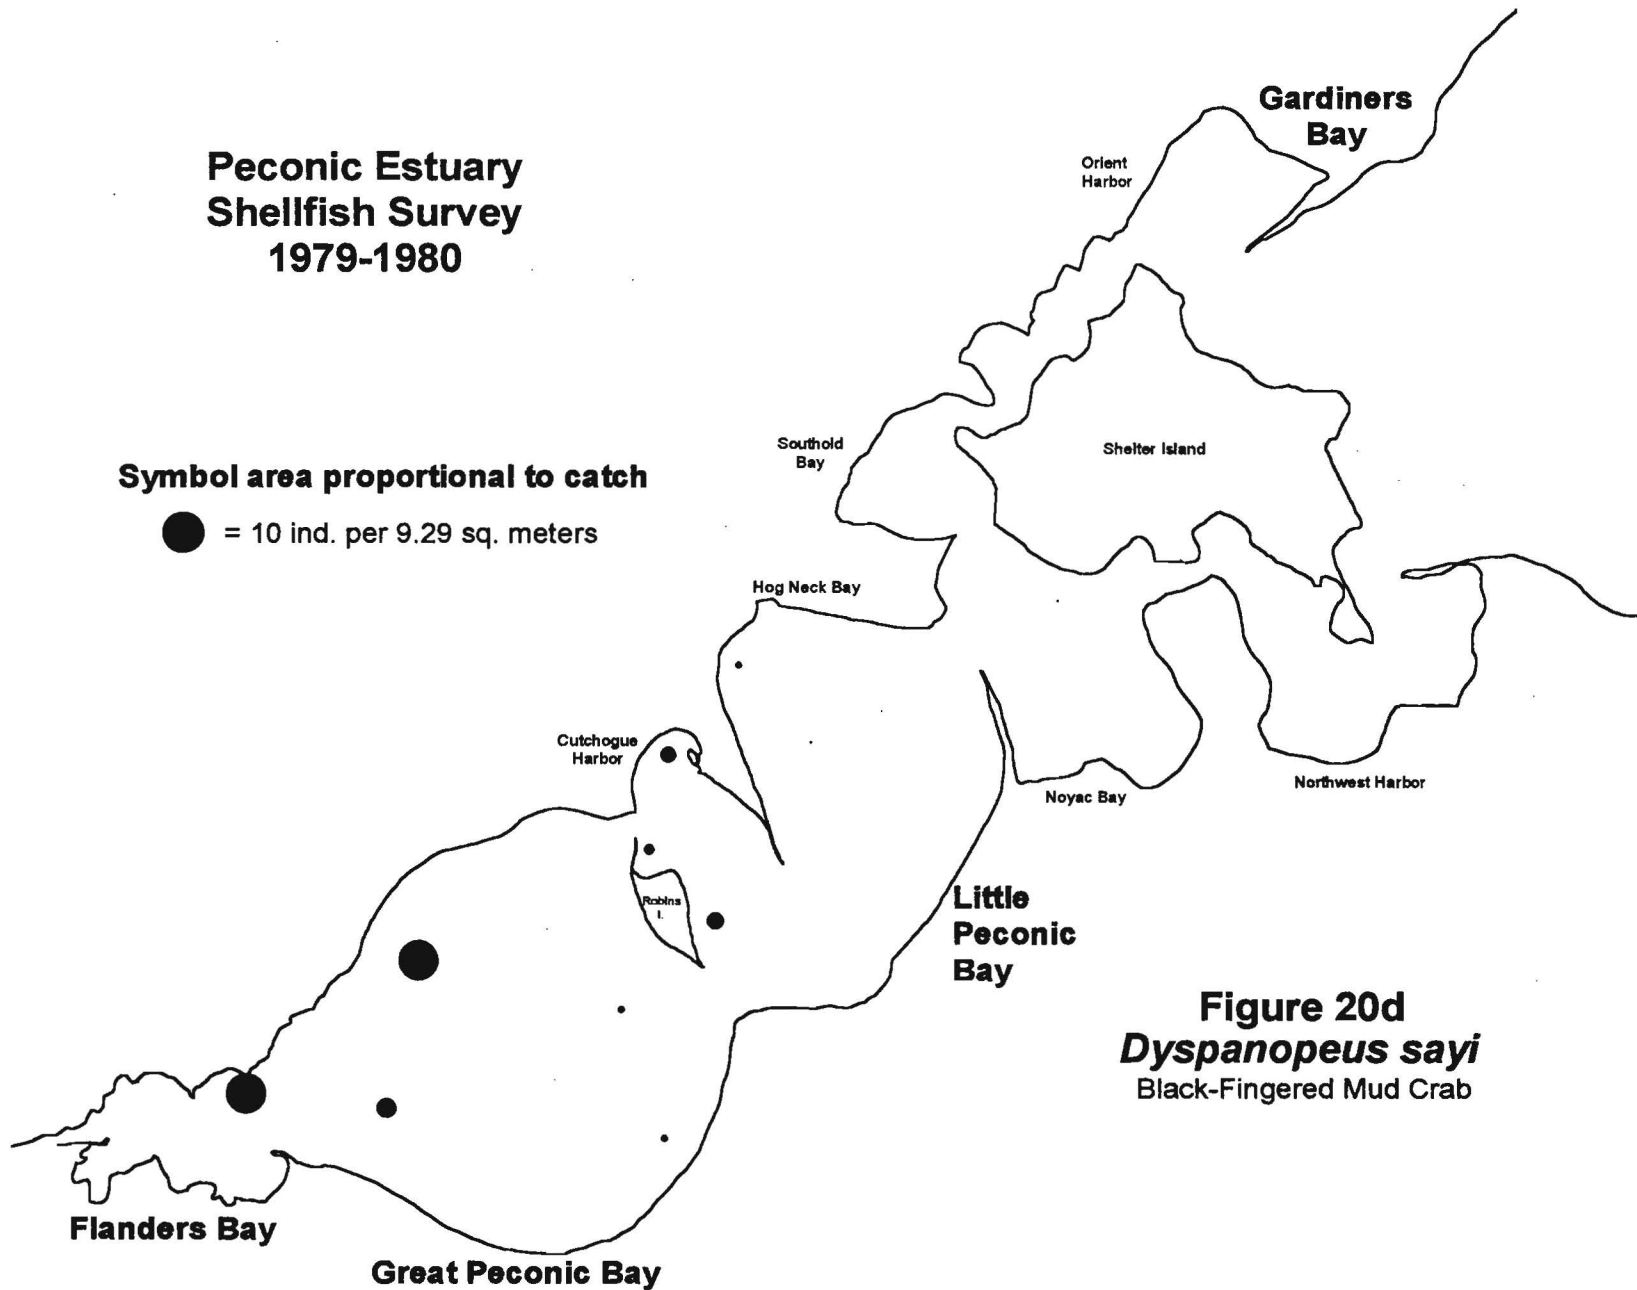 Peconic Estuary
Shellfish Survey
1979-1980
Gardiners
Bay
Orient
Harbor
Southold
Bay
Shelter Island
Symbol area proportional to catch
= 10 ind. per 9.29 sq. meters
Hog Neck Bay
Cutchogue
Harbor
Noyac Bay
Northwest Harbor
Robins
I.
Little
Peconic
Bay
Figure 20d
Dyspanopeus sayi
Black-Fingered Mud Crab
Flanders Bay
Great Peconic Bay